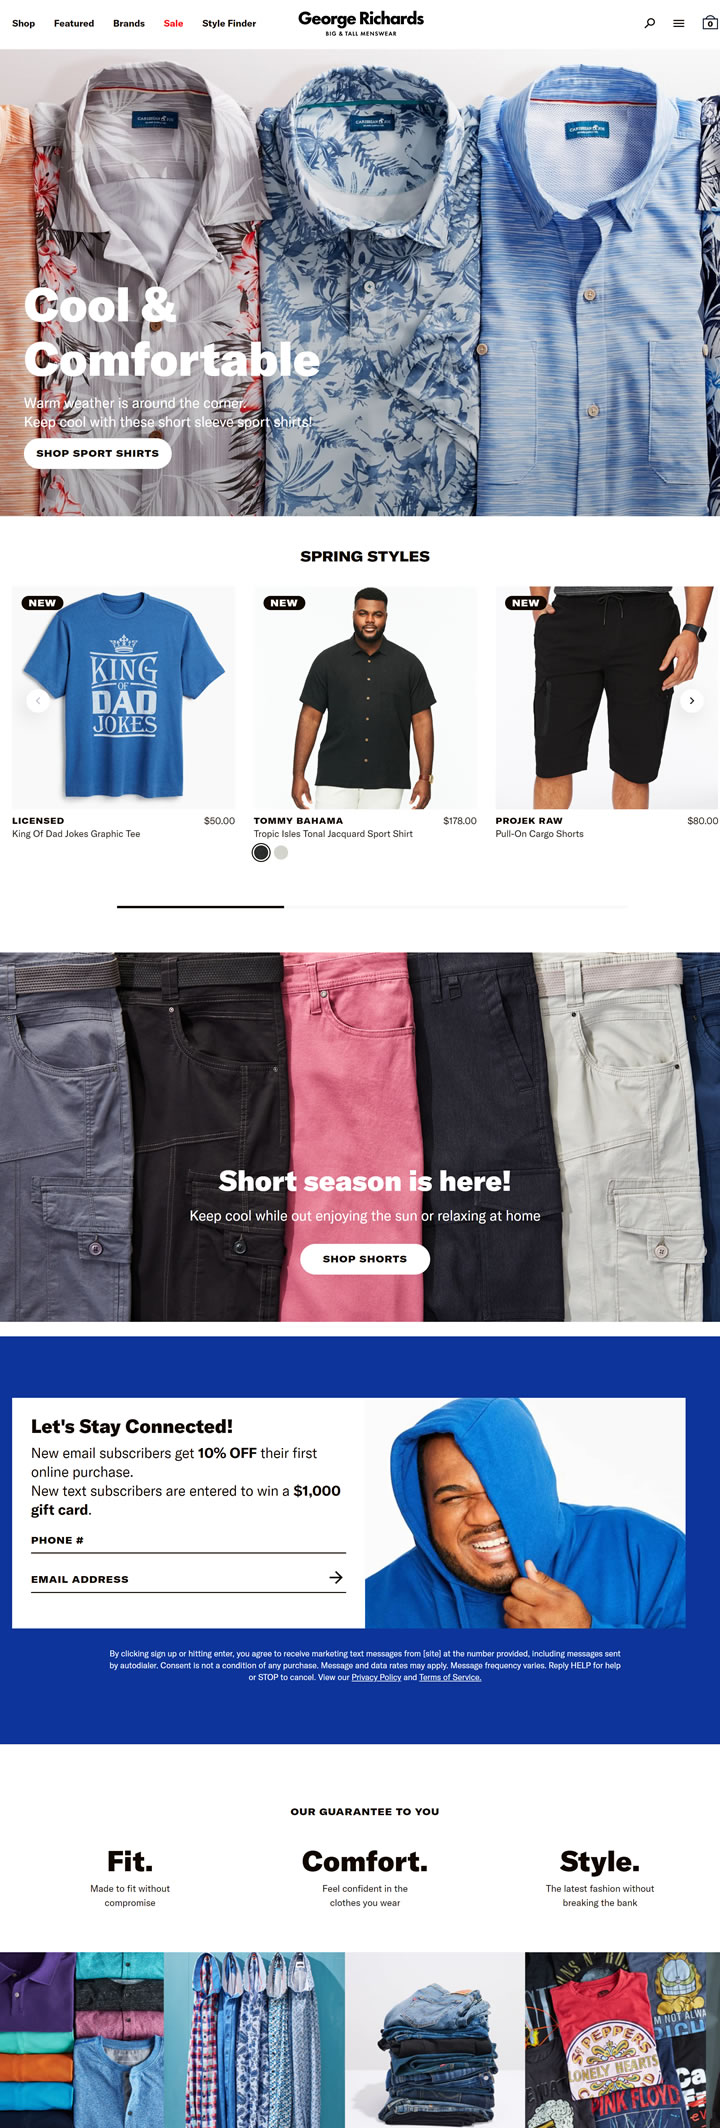 Shop Featured Brands Sale Style Finder
George Richards
BIG & TALL MENSWEAR
0
CARIBBEAN JOE
CARIBBEAN JOE
CARIBBEAN JOE
Cool &
Comfortable
Warm weather is around the corner.
Keep cool with these short sleeve sport shirts!
SHOP SPORT SHIRTS
SPRING STYLES
NEW
KING
OF
DAD
JOKES
NEW
NEW
LICENSED $50.00
King Of Dad Jokes Graphic Tee
TOMMY BAHAMA $178.00
Tropic Isles Tonal Jacquard Sport Shirt
PROJEK RAW $80.00
Pull-On Cargo Shorts
Short season is here!
Keep cool while out enjoying the sun or relaxing at home
SHOP SHORTS
Let's Stay Connected!
New email subscribers get 10% OFF their first
online purchase.
New text subscribers are entered to win a $1,000
gift card.
PHONE #
EMAIL ADDRESS
By clicking sign up or hitting enter, you agree to receive marketing text messages from [site] at the number provided, including messages sent
by autodialer. Consent is not a condition of any purchase. Message and data rates may apply. Message frequency varies. Reply HELP for help
or STOP to cancel. View our Privacy Policy and Terms of Service.
OUR GUARANTEE TO YOU
Fit.
Made to fit without
compromise
Comfort.
Feel confident in the
clothes you wear
Style.
The latest fashion without
breaking the bank
SGT PEPPERS
LONELY HEARTS
PINK FLOYD